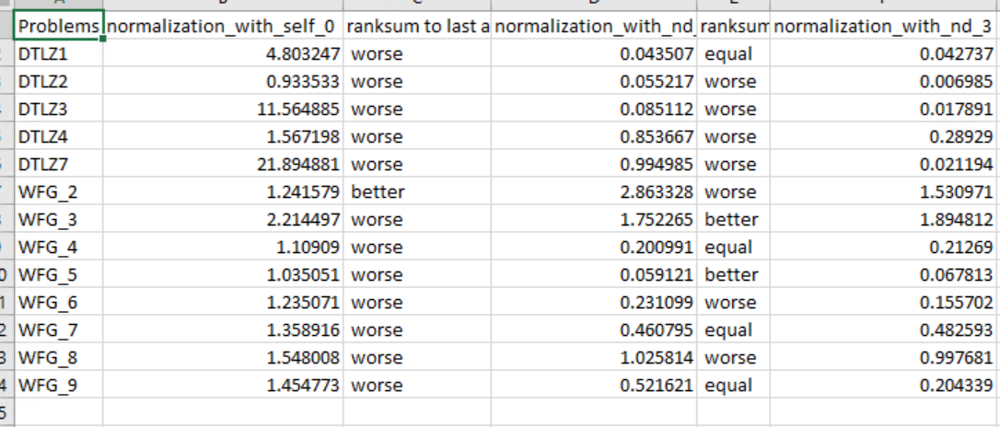 Problems normalization_with_self_0 ranksum to last a normalization_with_nd_ ranksum normalization_with_nd_3
DTLZ1 4.803247 worse 0.043507 equal 0.042737
DTLZ2 0.933533 worse 0.055217 worse 0.006985
DTLZ3 11.564885 worse 0.085112 worse 0.017891
DTLZ4 1.567198 worse 0.853667 worse 0.28929
DTLZ7 21.894881 worse 0.994985 worse 0.021194
WFG_2 1.241579 better 2.863328 worse 1.530971
WFG_3 2.214497 worse 1.752265 better 1.894812
WFG_4 1.10909 worse 0.200991 equal 0.21269
WFG_5 1.035051 worse 0.059121 better 0.067813
WFG_6 1.235071 worse 0.231099 worse 0.155702
WFG_7 1.358916 worse 0.460795 equal 0.482593
WFG_8 1.548008 worse 1.025814 worse 0.997681
WFG_9 1.454773 worse 0.521621 equal 0.204339